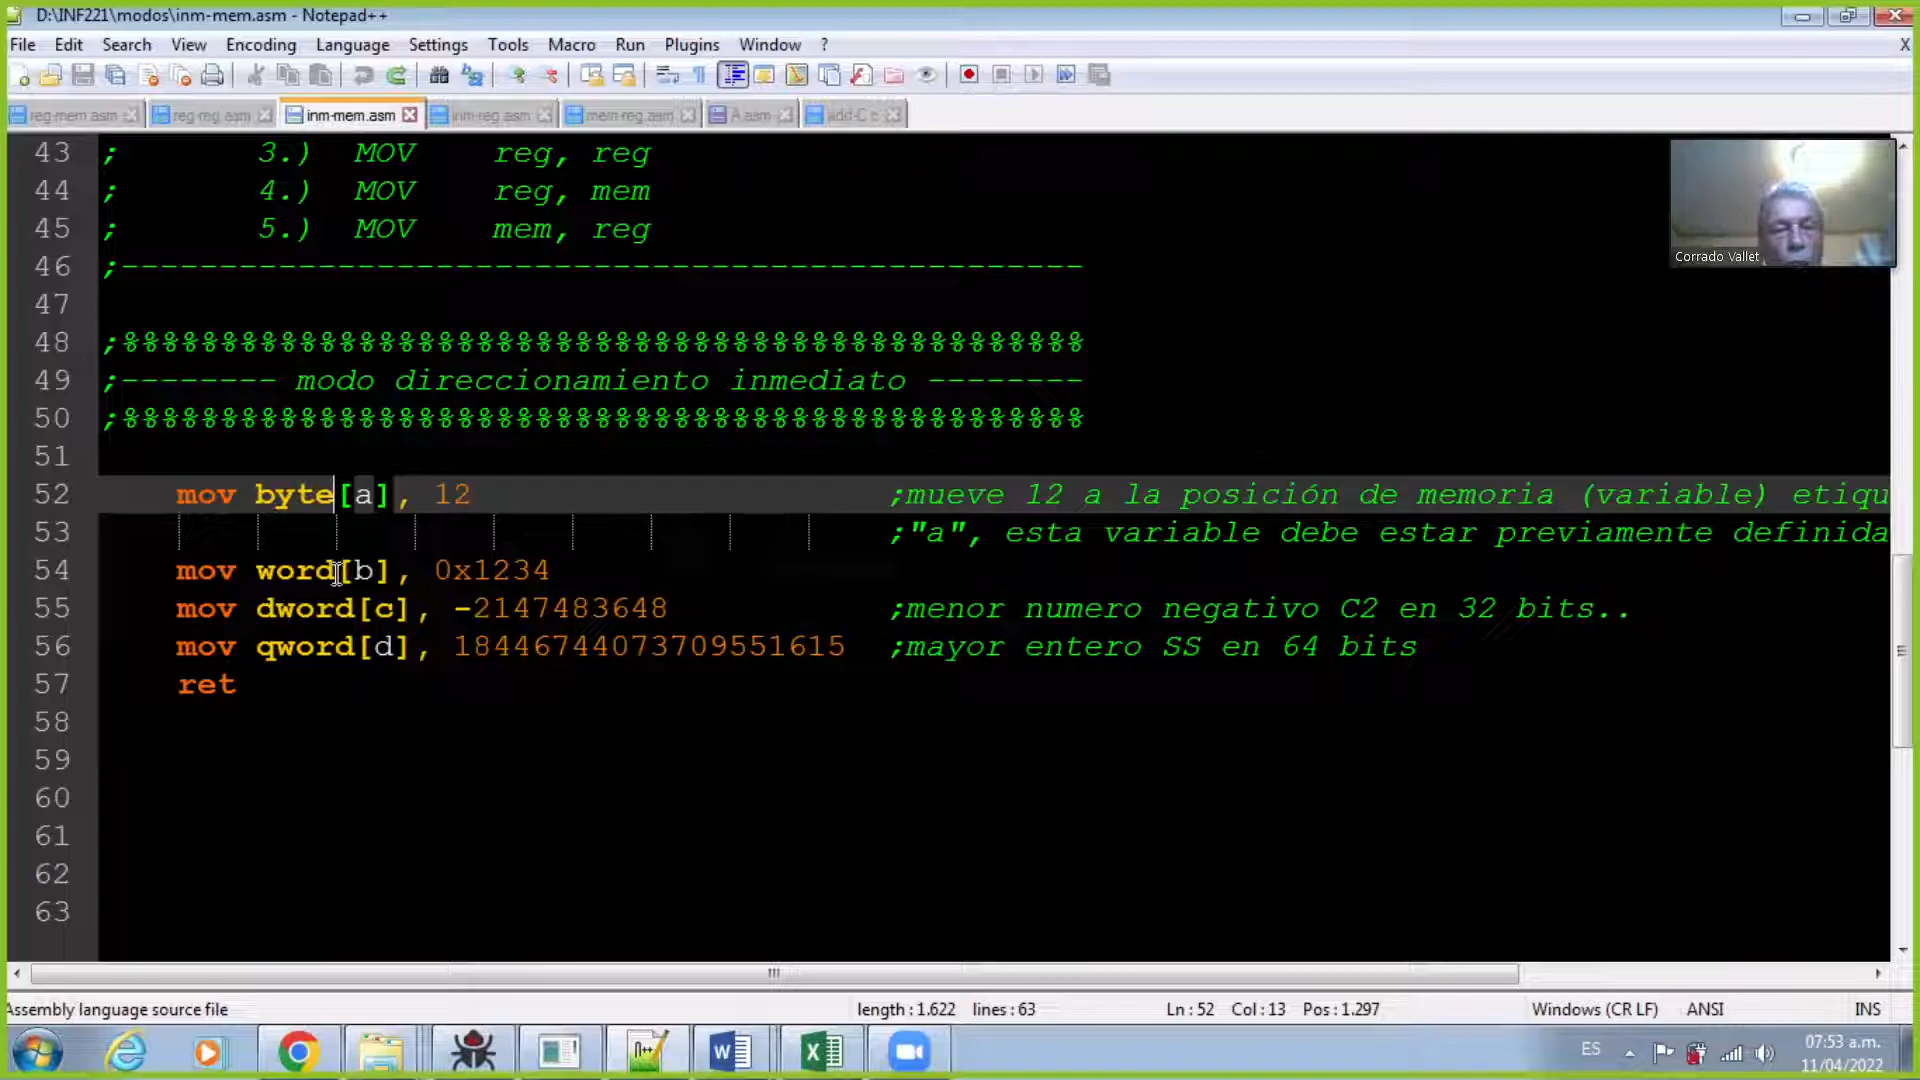 D:\INF221\modos\inm-mem.asm - Notepad++
File Edit Search View Encoding Language Settings Tools Macro Run Plugins Window ? X
reg-mem.asm reg-reg.asm inm-mem.asm inm-reg.asm mem-reg.asm A.asm add-C.c
43 ; 3.) MOV reg, reg
44 ; 4.) MOV reg, mem
45 ; 5.) MOV mem, reg
46 ;-------------------------------------------------
47
48 ;%%%%%%%%%%%%%%%%%%%%%%%%%%%%%%%%%%%%%%%%%%%%%%%%%
49 ;-------- modo direccionamiento inmediato --------
50 ;%%%%%%%%%%%%%%%%%%%%%%%%%%%%%%%%%%%%%%%%%%%%%%%%%
51
52 mov byte[a], 12 ;mueve 12 a la posición de memoria (variable) etiqu
53 ;"a", esta variable debe estar previamente definida
54 mov word[b], 0x1234
55 mov dword[c], -2147483648 ;menor numero negativo C2 en 32 bits..
56 mov qword[d], 18446744073709551615 ;mayor entero SS en 64 bits
57 ret
58
59
60
61
62
63
Corrado Vallet
Assembly language source file length : 1.622 lines : 63 Ln : 52 Col : 13 Pos : 1.297 Windows (CR LF) ANSI INS
ES 07:53 a.m.
11/04/2022